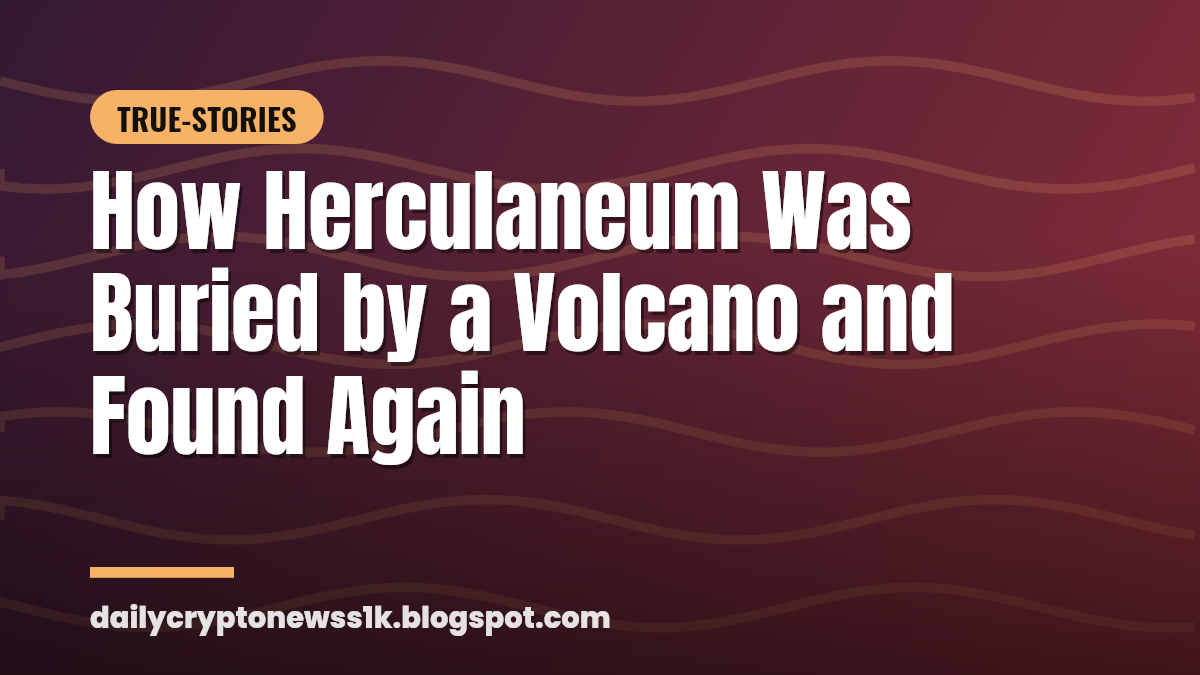 TRUE-STORIES
How Herculaneum Was
Buried by a Volcano and
Found Again
dailycryptonewss1k.blogspot.com